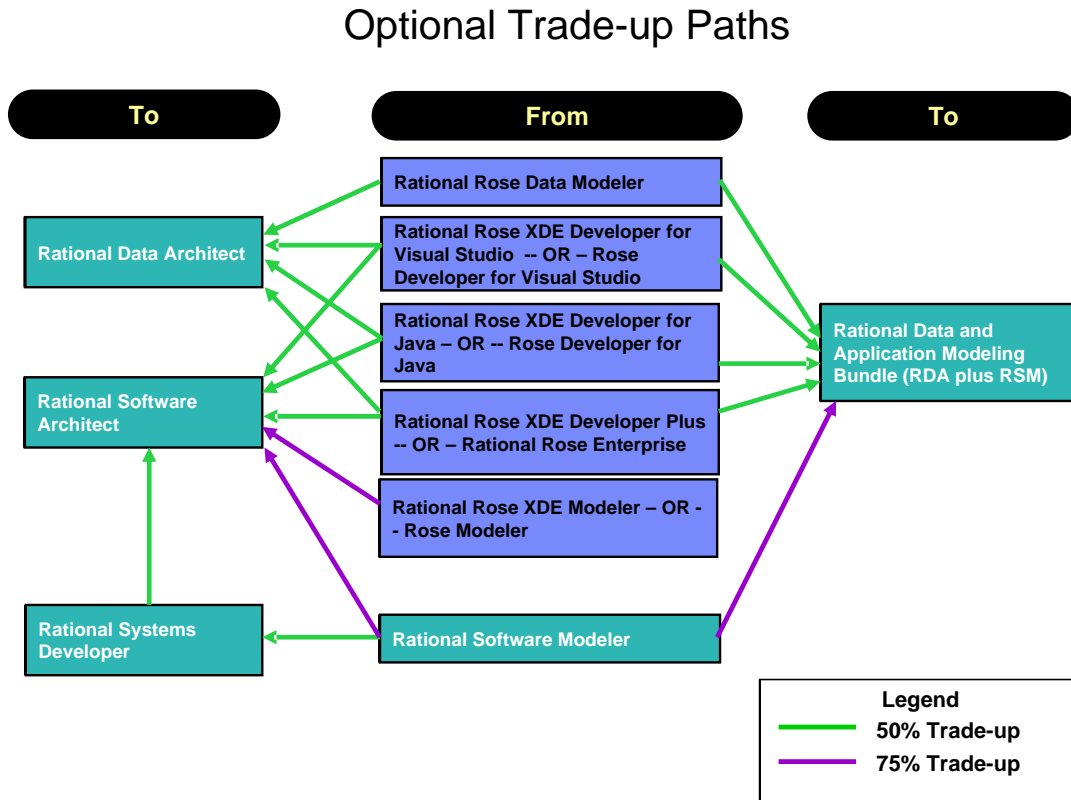 Optional Trade-up Paths
To
From
To
Rational Rose Data Modeler
Rational Data Architect
Rational Rose XDE Developer for
Visual Studio  -- OR – Rose
Developer for Visual Studio
Rational Rose XDE Developer for
Java – OR -- Rose Developer for
Java
Rational Data and
Application Modeling
Bundle (RDA plus RSM)
Rational Software
Architect
Rational Rose XDE Developer Plus
-- OR – Rational Rose Enterprise
Rational Rose XDE Modeler – OR -
- Rose Modeler
Rational Systems
Developer
Rational Software Modeler
Legend
50% Trade-up
75% Trade-up